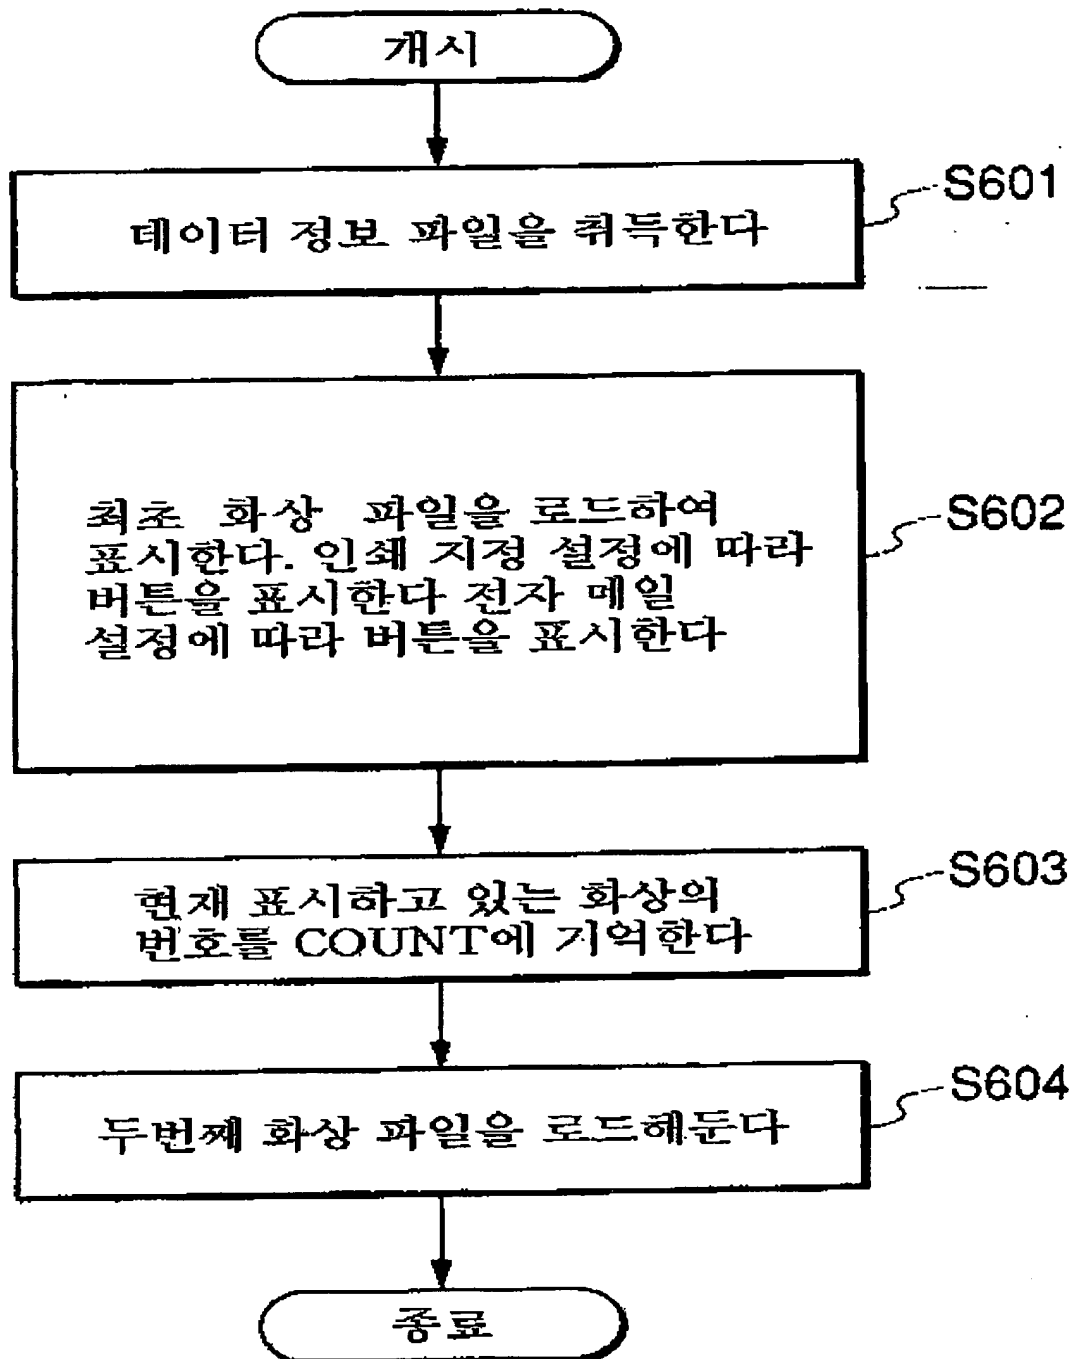 개시
데이터 정보 파일을 취득한다
S601
최초 화상 파일을 로드하여
표시한다. 인쇄 지정 설정에 따라
버튼을 표시한다 전자 메일
설정에 따라 버튼을 표시한다
S602
현재 표시하고 있는 화상의
번호를 COUNT에 기억한다
S603
두번째 화상 파일을 로드해둔다
S604
종료